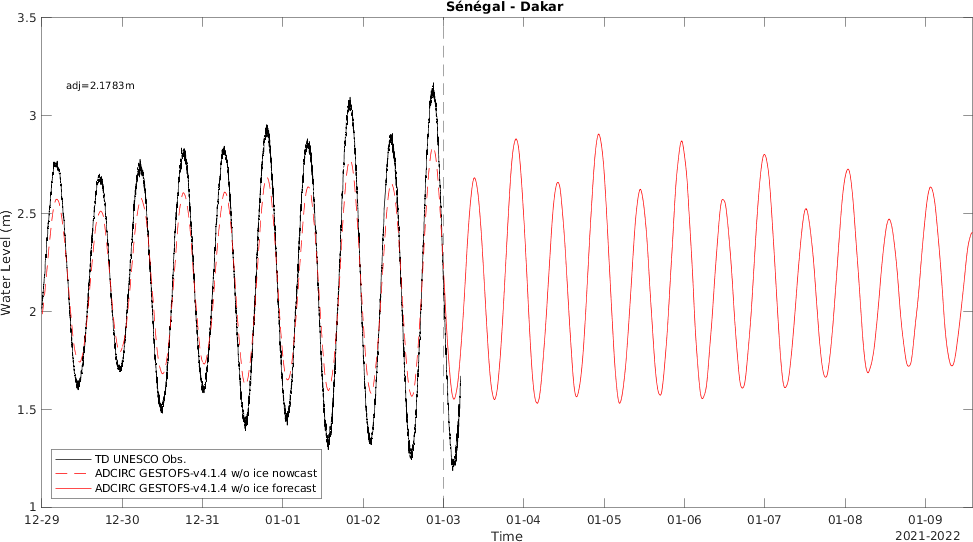 Sénégal - Dakar
3.5
adj=2.1783m
3
2.5
Water Level (m)
2
1.5
TD UNESCO Obs.
ADCIRC GESTOFS-v4.1.4 w/o ice nowcast
ADCIRC GESTOFS-v4.1.4 w/o ice forecast
1
12-29 12-30 12-31 01-01 01-02 01-03 01-04 01-05 01-06 01-07 01-08 01-09
Time
2021-2022